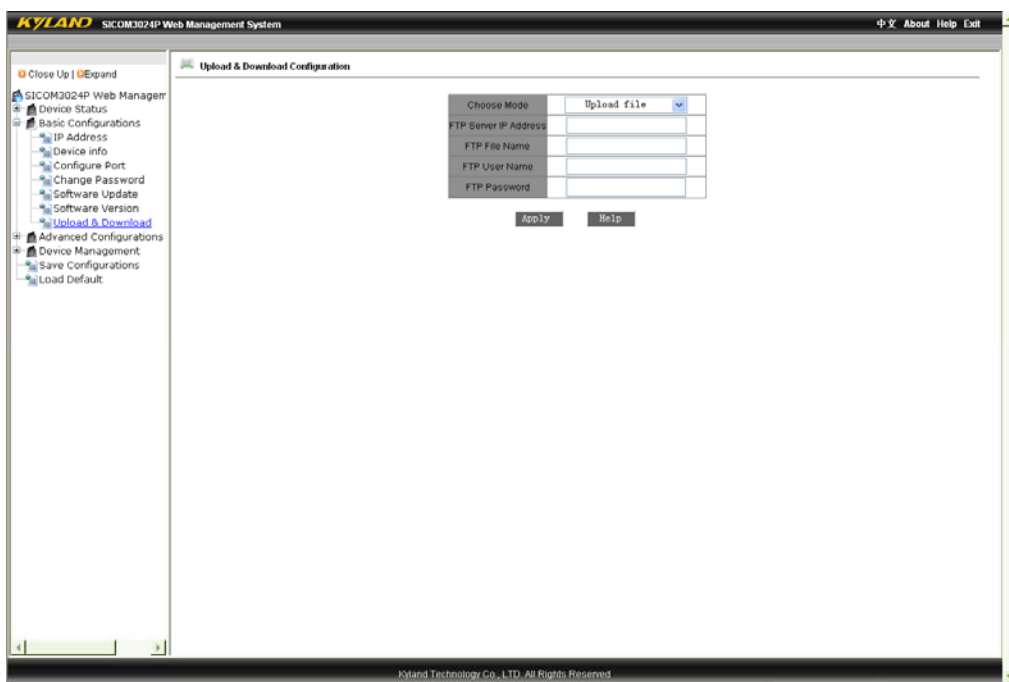 KYLAND SICOM3024P Web Management System
中文 About Help Exit
Close Up | Expand
SICOM3024P Web Managem
Device Status
Basic Configurations
IP Address
Device info
Configure Port
Change Password
Software Update
Software Version
Upload & Download
Advanced Configurations
Device Management
Save Configurations
Load Default
Upload & Download Configuration
Choose Mode Upload file
FTP Server IP Address
FTP File Name
FTP User Name
FTP Password
Apply Help
Kyland Technology Co., LTD. All Rights Reserved